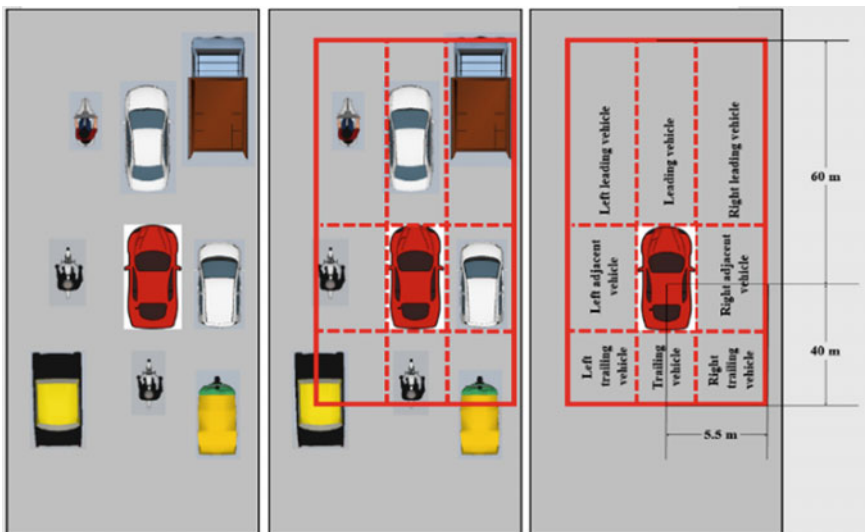 Left leading vehicle
Leading vehicle
Right leading vehicle
60 m
Left adjacent
vehicle
Right adjacent
vehicle
Left
trailing
vehicle
Trailing
vehicle
Right
trailing
vehicle
40 m
5.5 m